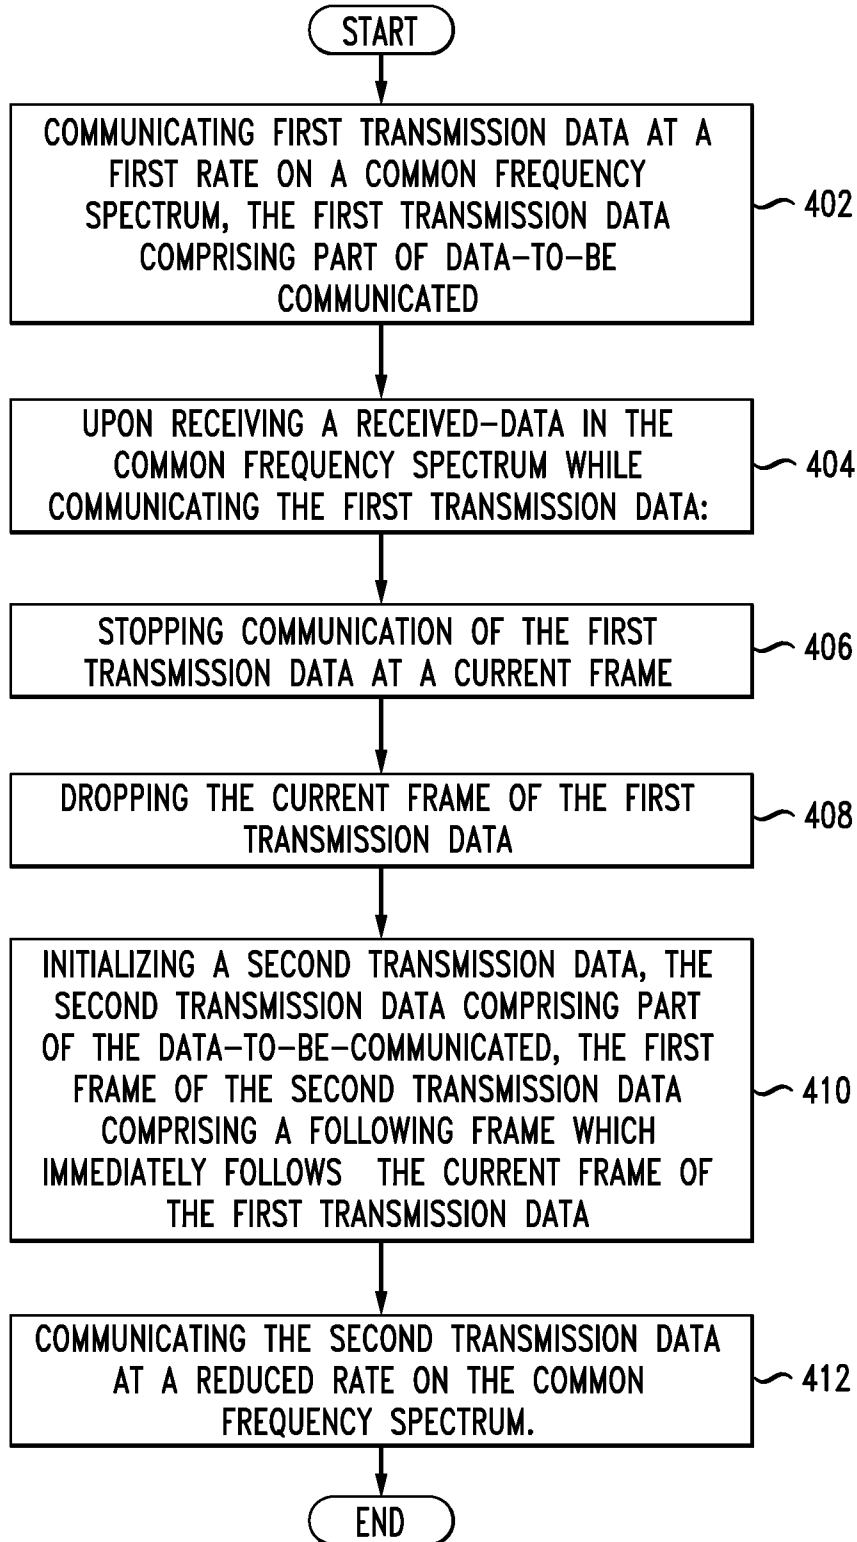 START
COMMUNICATING FIRST TRANSMISSION DATA AT A
FIRST RATE ON A COMMON FREQUENCY
SPECTRUM, THE FIRST TRANSMISSION DATA
COMPRISING PART OF DATA-TO-BE
COMMUNICATED
402
UPON RECEIVING A RECEIVED-DATA IN THE
COMMON FREQUENCY SPECTRUM WHILE
COMMUNICATING THE FIRST TRANSMISSION DATA:
404
STOPPING COMMUNICATION OF THE FIRST
TRANSMISSION DATA AT A CURRENT FRAME
406
DROPPING THE CURRENT FRAME OF THE FIRST
TRANSMISSION DATA
408
INITIALIZING A SECOND TRANSMISSION DATA, THE
SECOND TRANSMISSION DATA COMPRISING PART
OF THE DATA-TO-BE-COMMUNICATED, THE FIRST
FRAME OF THE SECOND TRANSMISSION DATA
COMPRISING A FOLLOWING FRAME WHICH
IMMEDIATELY FOLLOWS THE CURRENT FRAME OF
THE FIRST TRANSMISSION DATA
410
COMMUNICATING THE SECOND TRANSMISSION DATA
AT A REDUCED RATE ON THE COMMON
FREQUENCY SPECTRUM.
412
END